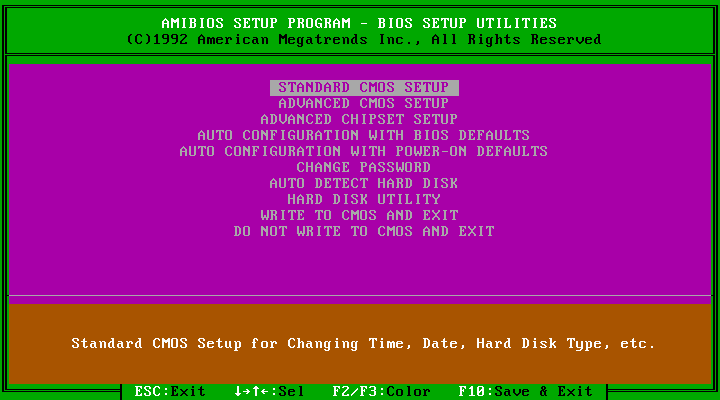 AMIBIOS SETUP PROGRAM - BIOS SETUP UTILITIES
(C)1992 American Megatrends Inc., All Rights Reserved
STANDARD CMOS SETUP
ADVANCED CMOS SETUP
ADVANCED CHIPSET SETUP
AUTO CONFIGURATION WITH BIOS DEFAULTS
AUTO CONFIGURATION WITH POWER-ON DEFAULTS
CHANGE PASSWORD
AUTO DETECT HARD DISK
HARD DISK UTILITY
WRITE TO CMOS AND EXIT
DO NOT WRITE TO CMOS AND EXIT
Standard CMOS Setup for Changing Time, Date, Hard Disk Type, etc.
ESC:Exit ↓→↑←:Sel F2/F3:Color F10:Save & Exit